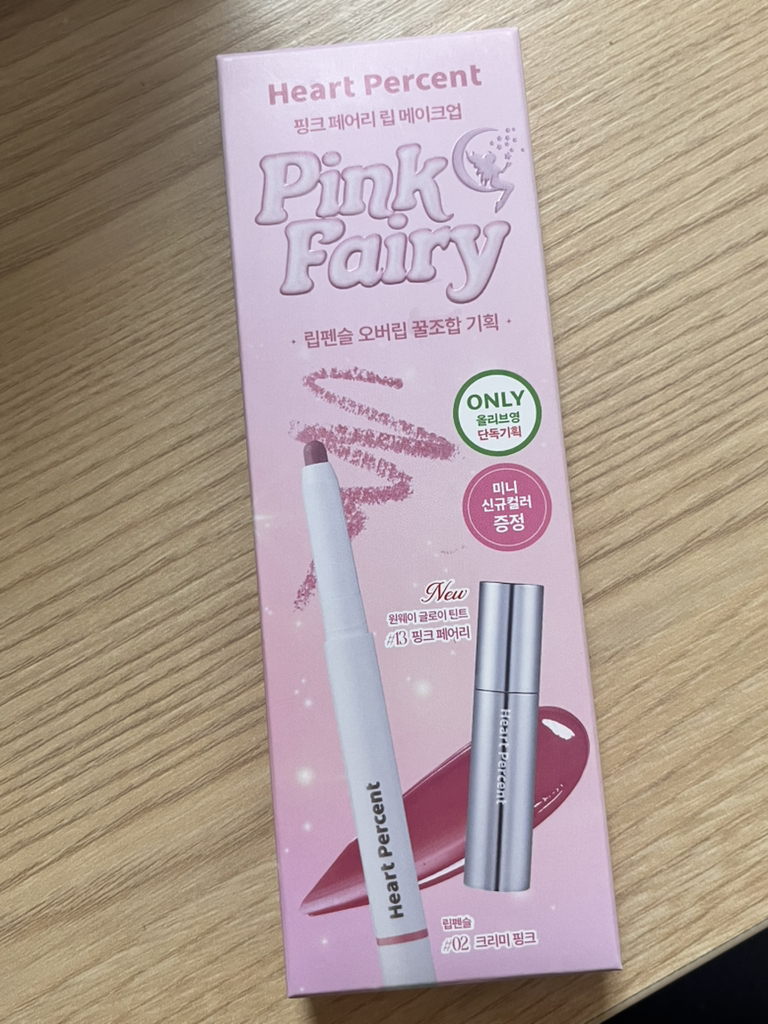 Heart Percent
핑크 페어리 립 메이크업
Pink
Fairy
· 립펜슬 오버립 꿀조합 기획 ·
ONLY
올리브영
단독기획
미니
신규컬러
증정
New
원웨이 글로이 틴트
#13 핑크 페어리
Heart Percent
Heart Percent
립펜슬
#02 크리미 핑크